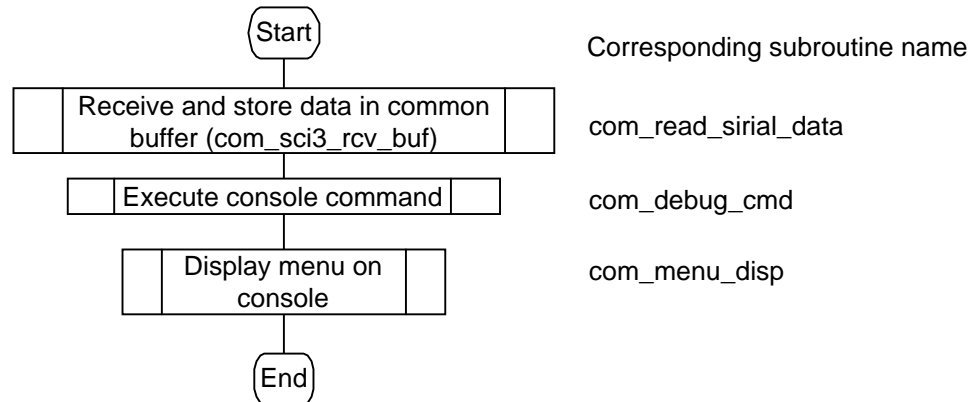 Start
Corresponding subroutine name
Receive and store data in common
buffer (com_sci3_rcv_buf)
com_read_sirial_data
Execute console command
com_debug_cmd
Display menu on
console
com_menu_disp
End